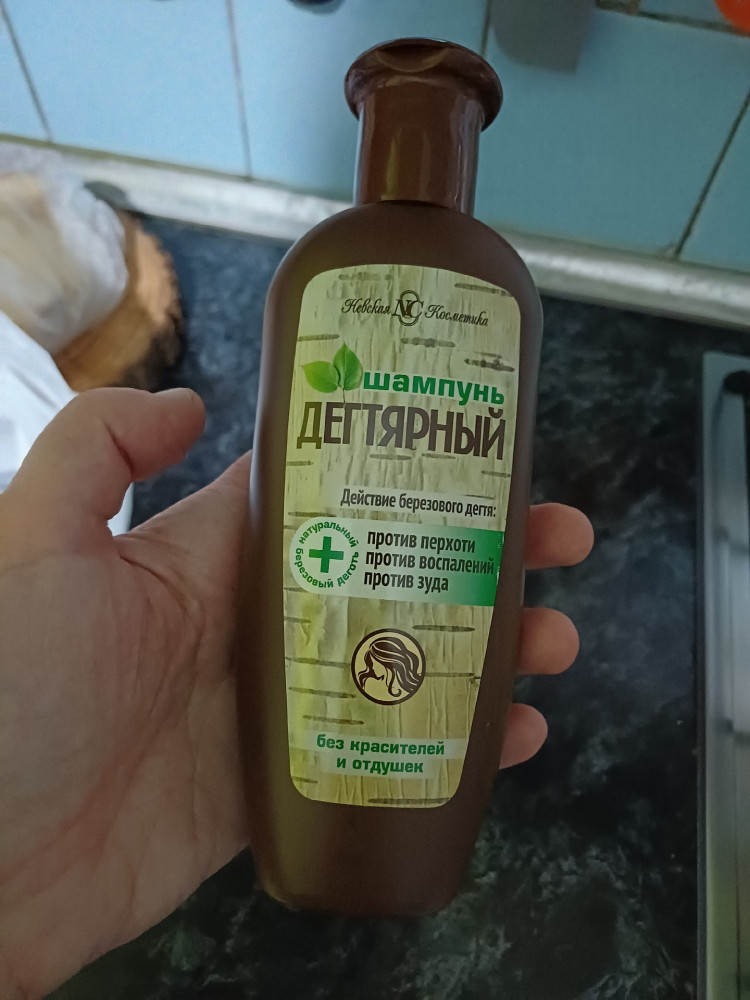 Невская NC Косметика
шампунь
ДЕГТЯРНЫЙ
Действие березового дегтя:
натуральный
березовый деготь
против перхоти
против воспалений
против зуда
без красителей
и отдушек